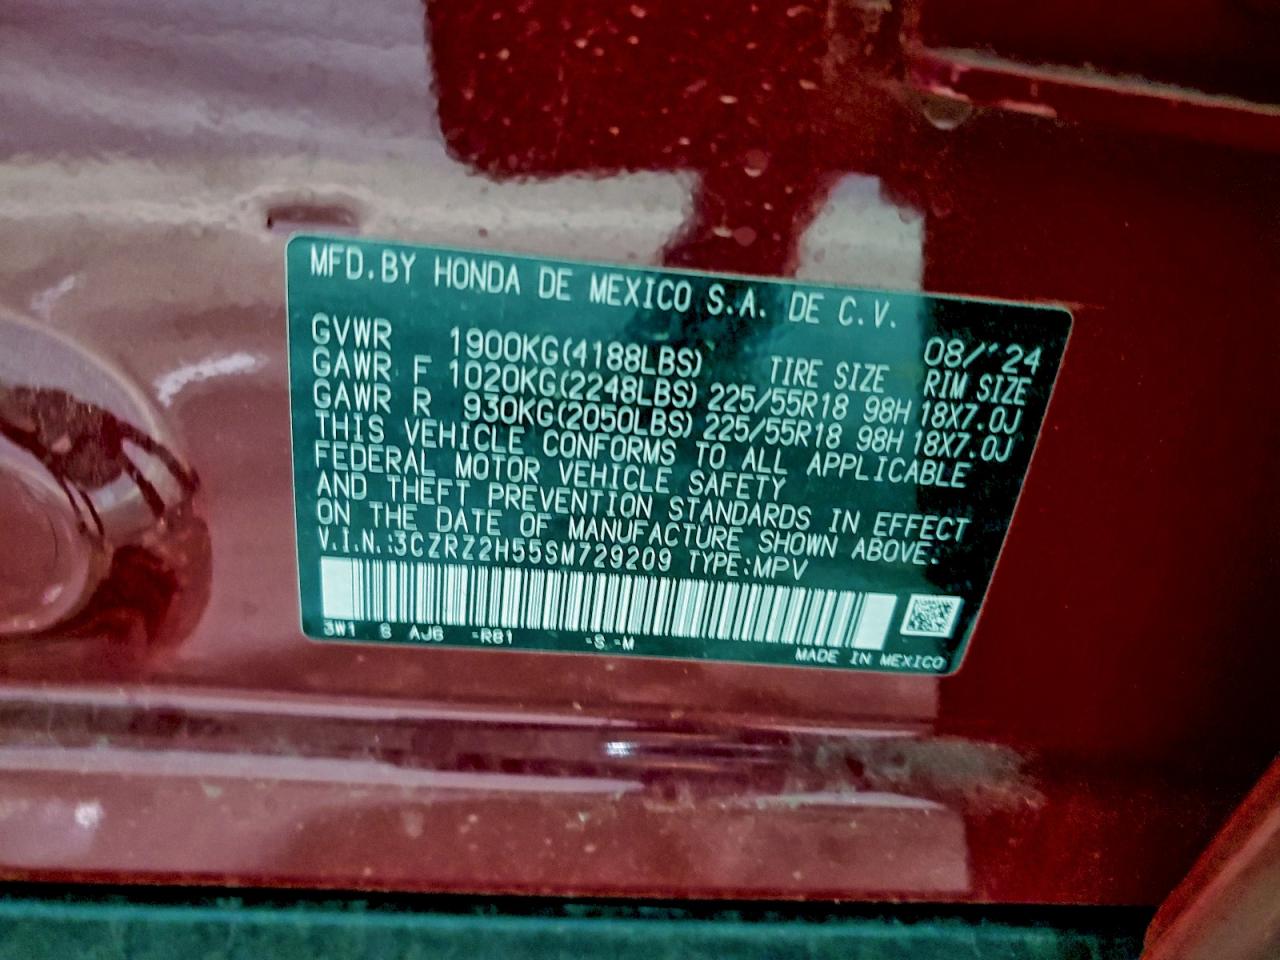 MFD.BY HONDA DE MEXICO S.A. DE C.V.
08/'24
GVWR 1900KG(4188LBS) TIRE SIZE RIM SIZE
GAWR F 1020KG(2248LBS) 225/55R18 98H 18X7.0J
GAWR R 930KG(2050LBS) 225/55R18 98H 18X7.0J
THIS VEHICLE CONFORMS TO ALL APPLICABLE
FEDERAL MOTOR VEHICLE SAFETY
AND THEFT PREVENTION STANDARDS IN EFFECT
ON THE DATE OF MANUFACTURE SHOWN ABOVE.
V.I.N.:3CZRZ2H55SM729209 TYPE:MPV
3W1 S AJ6 -R81 -S -M
MADE IN MEXICO